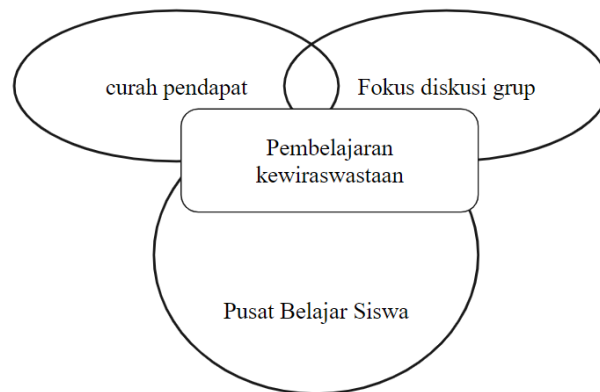 curah pendapat
Fokus diskusi grup
Pembelajaran
kewiraswastaan
Pusat Belajar Siswa